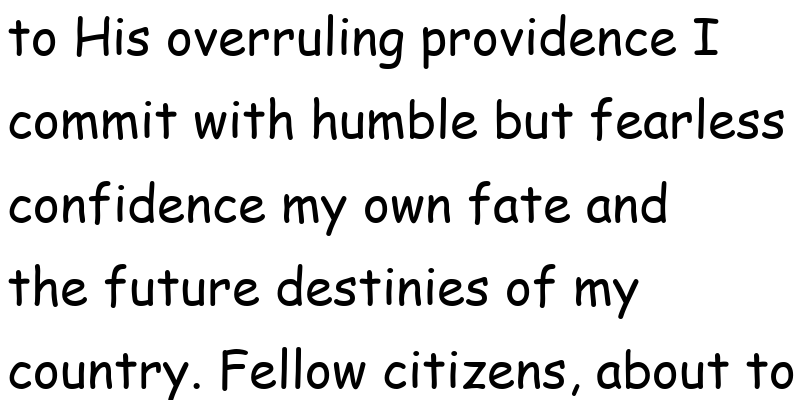 to His overruling providence I
commit with humble but fearless
confidence my own fate and
the future destinies of my
country. Fellow citizens, about to